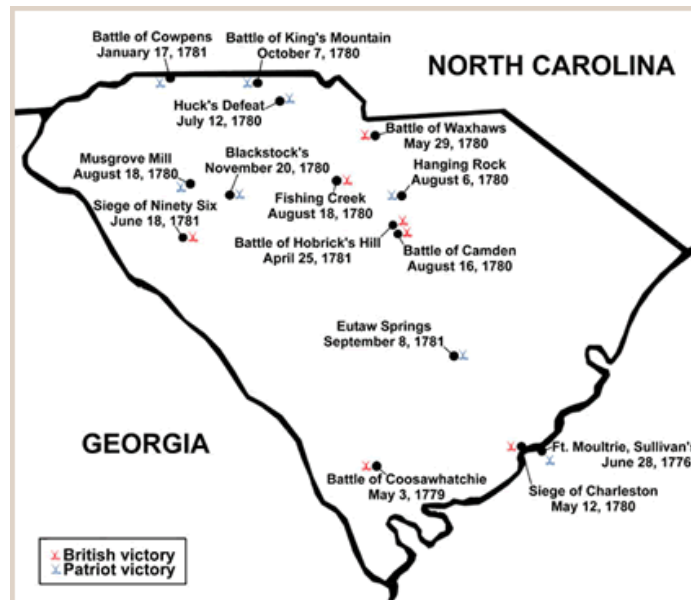 Battle of Cowpens
January 17, 1781
Battle of King's Mountain
October 7, 1780
NORTH CAROLINA
Huck's Defeat
July 12, 1780
Battle of Waxhaws
May 29, 1780
Musgrove Mill
August 18, 1780
Blackstock's
November 20, 1780
Hanging Rock
August 6, 1780
Fishing Creek
August 18, 1780
Siege of Ninety Six
June 18, 1781
Battle of Hobrick's Hill
April 25, 1781
Battle of Camden
August 16, 1780
Eutaw Springs
September 8, 1781
GEORGIA
Ft. Moultrie, Sullivan's
June 28, 1776
Battle of Coosawhatchie
May 3, 1779
Siege of Charleston
May 12, 1780
British victory
Patriot victory